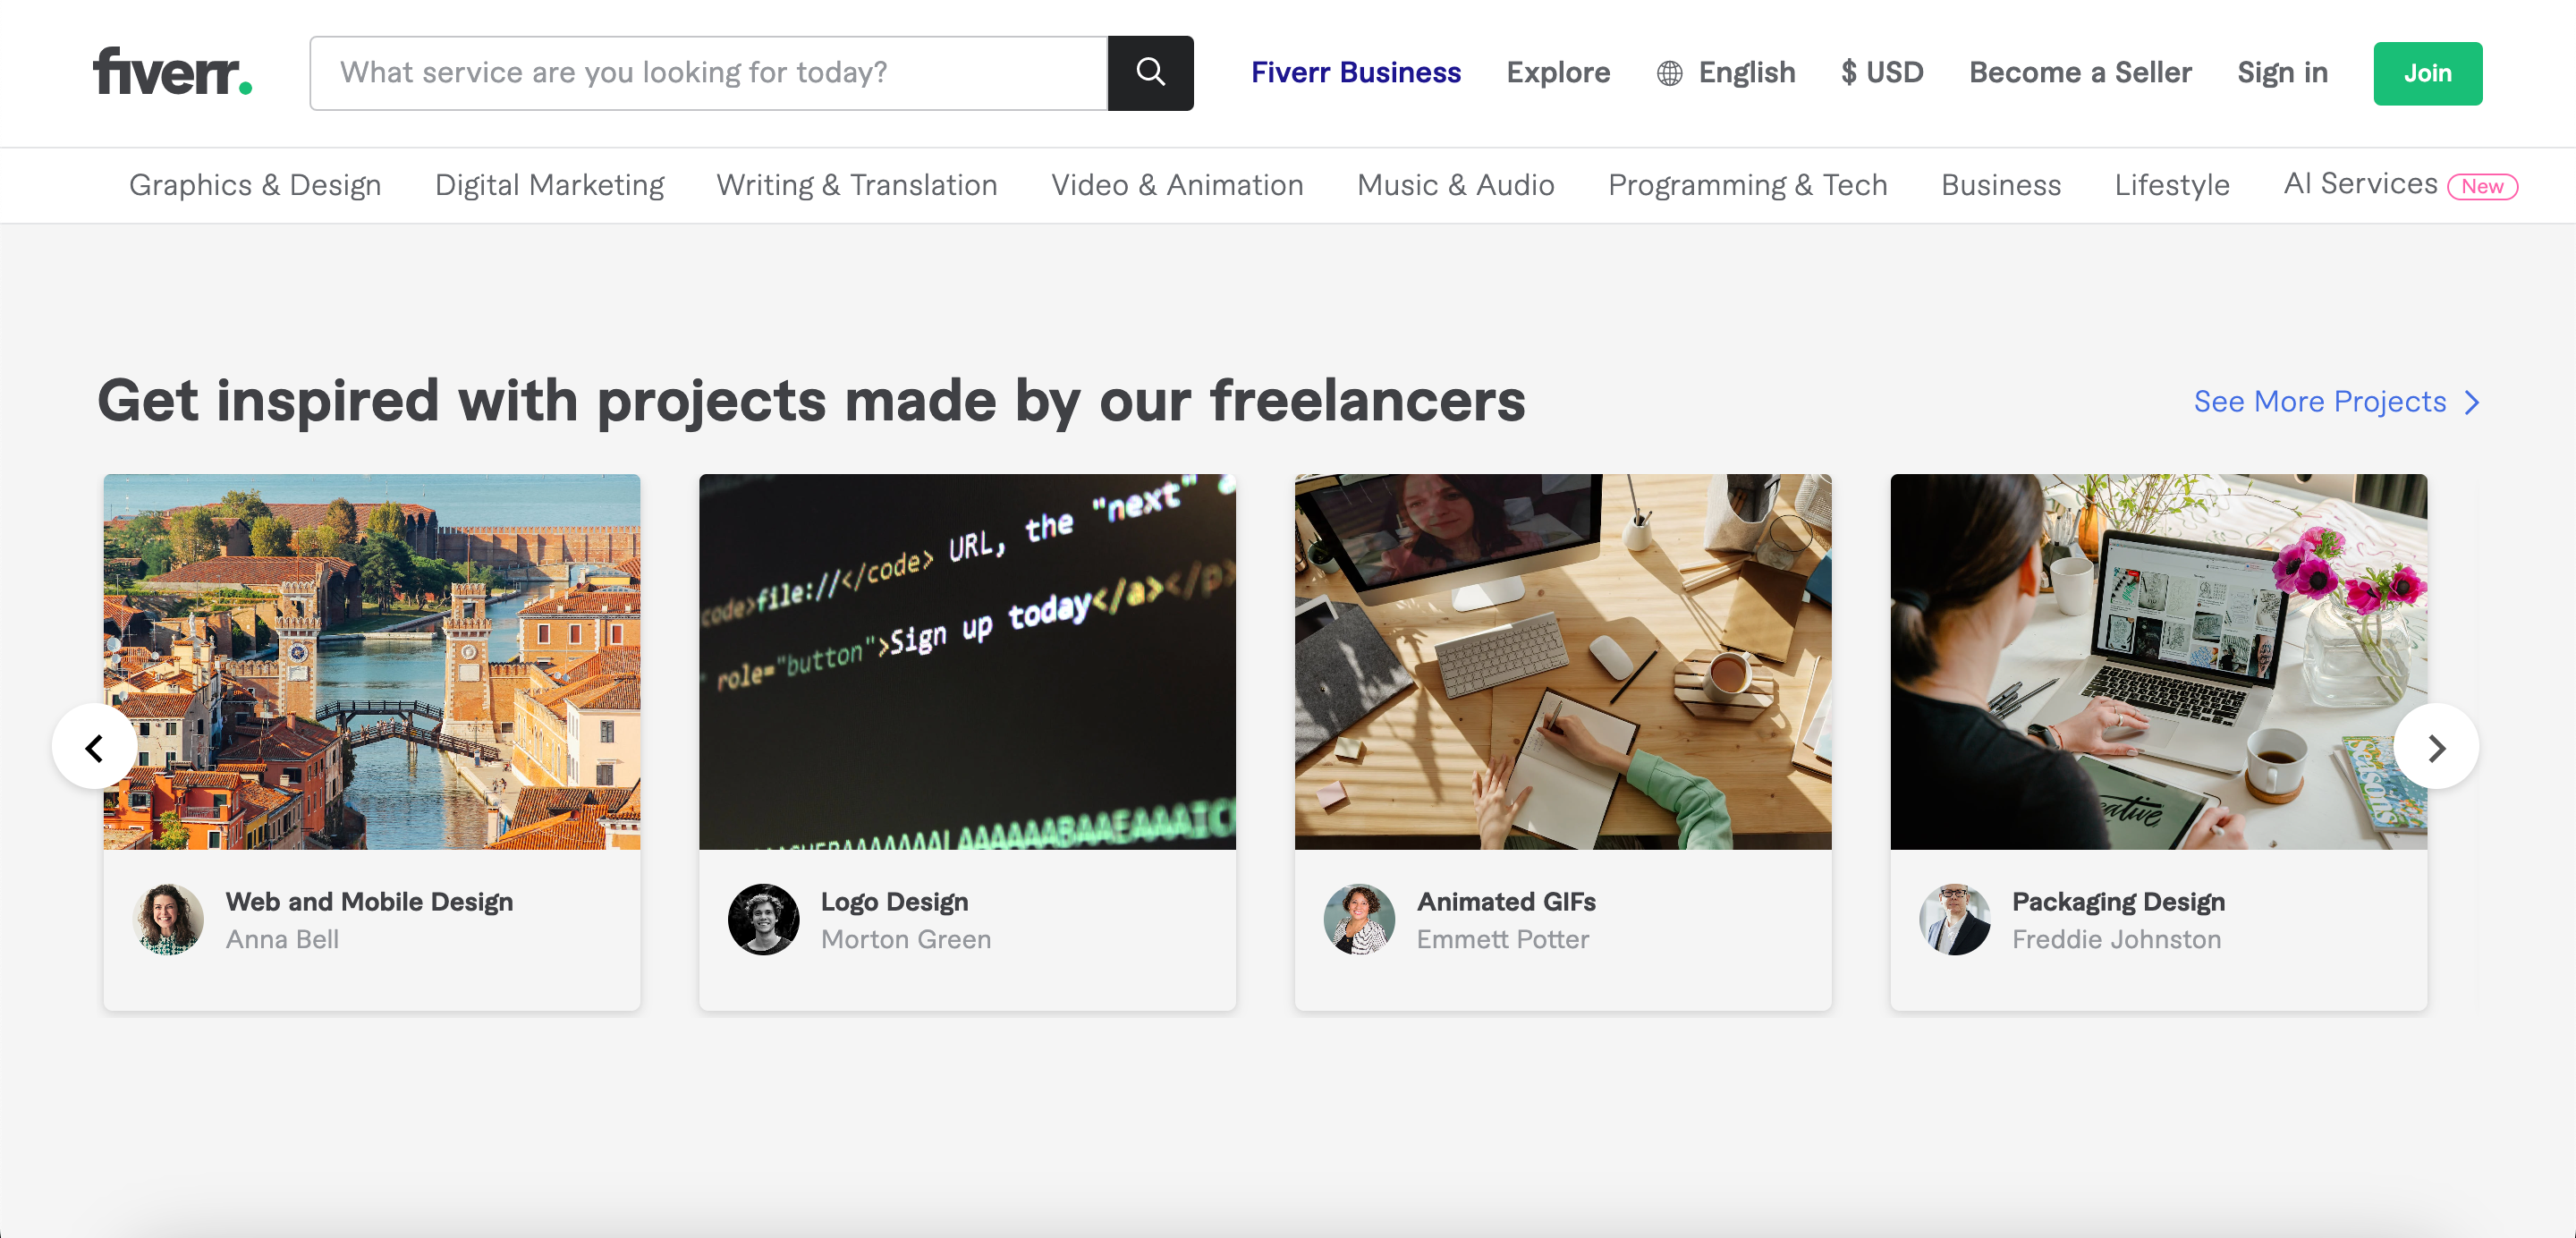 fiverr.
What service are you looking for today?
Fiverr Business
Explore
English
$ USD
Become a Seller
Sign in
Join
Graphics & Design
Digital Marketing
Writing & Translation
Video & Animation
Music & Audio
Programming & Tech
Business
Lifestyle
AI Services New
Get inspired with projects made by our freelancers
See More Projects
code>file://</code> URL, the "next"
role="button">Sign up today</a></p>
creative
seasons
Web and Mobile Design
Anna Bell
Logo Design
Morton Green
Animated GIFs
Emmett Potter
Packaging Design
Freddie Johnston